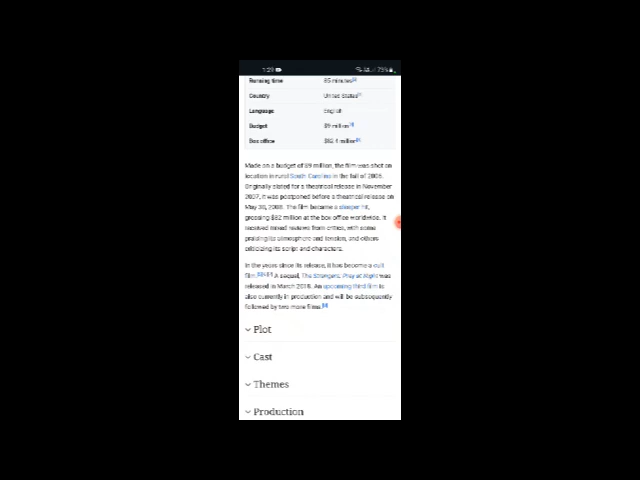 1:29
73%
Running time 85 minutes
Country United States
Language English
Budget $9 million
Box office $82.4 million
Made on a budget of $9 million, the film was shot on
location in rural South Carolina in the fall of 2006.
Originally slated for a theatrical release in November
2007, it was postponed before a theatrical release on
May 30, 2008. The film became a sleeper hit,
grossing $82 million at the box office worldwide. It
received mixed reviews from critics, with some
praising its atmosphere and tension, and others
criticizing its script and characters.
In the years since its release, it has become a cult
film. A sequel, The Strangers: Prey at Night was
released in March 2018. An upcoming third film is
also currently in production and will be subsequently
followed by two more films.
Plot
Cast
Themes
Production